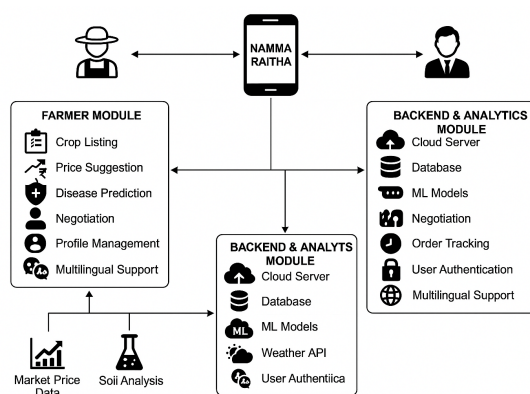 NAMMA
RAITHA
FARMER MODULE
Crop Listing
Price Suggestion
Disease Prediction
Negotiation
Profile Management
Multilingual Support
BACKEND & ANALYTICS
MODULE
Cloud Server
Database
ML Models
Negotiation
Order Tracking
User Authentication
Multilingual Support
BACKEND & ANALYTS
MODULE
Cloud Server
Database
ML
ML Models
Weather API
User Authentiica
Market Price
Data
Soii Analysis